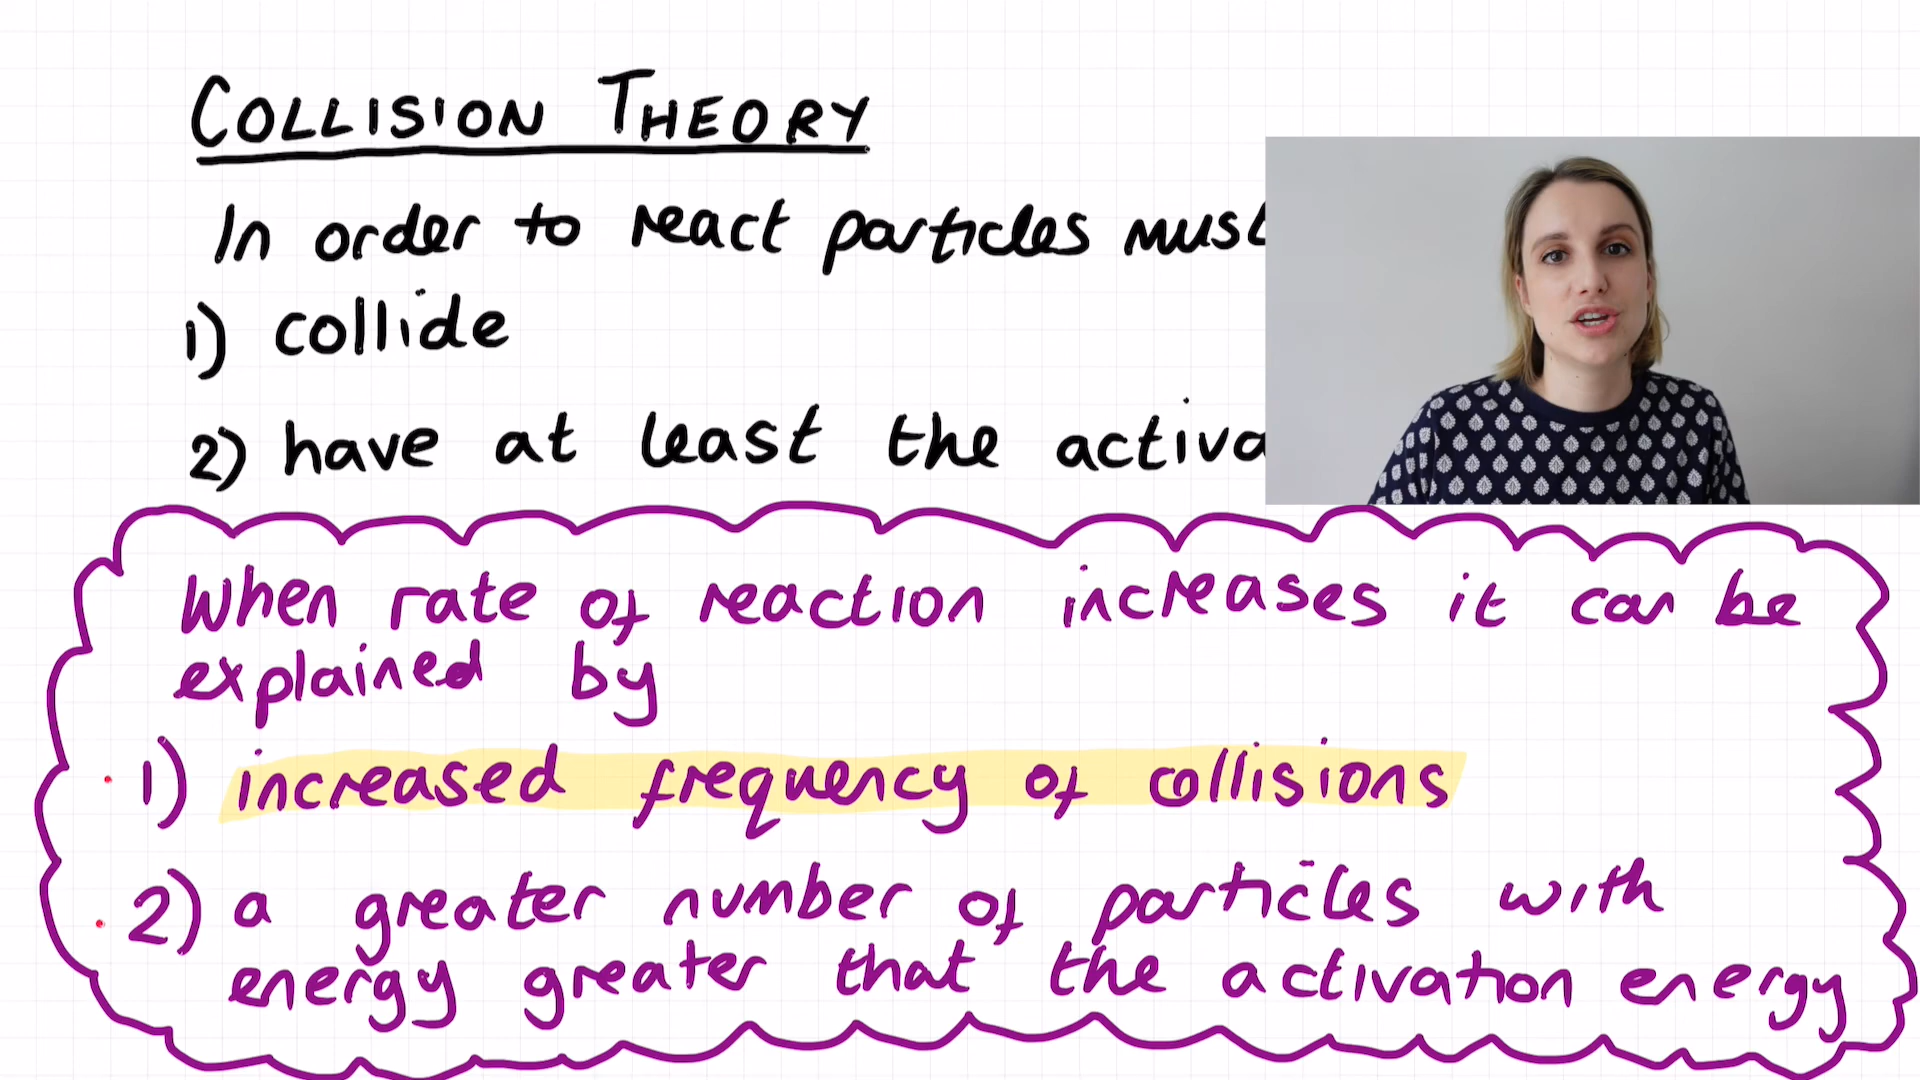 COLLISION THEORY
In order to react particles must
1) collide
2) have at least the activa
When rate of reaction increases it can be
explained by
1) increased frequency of collisions
2) a greater number of particles with
energy greater that the activation energy